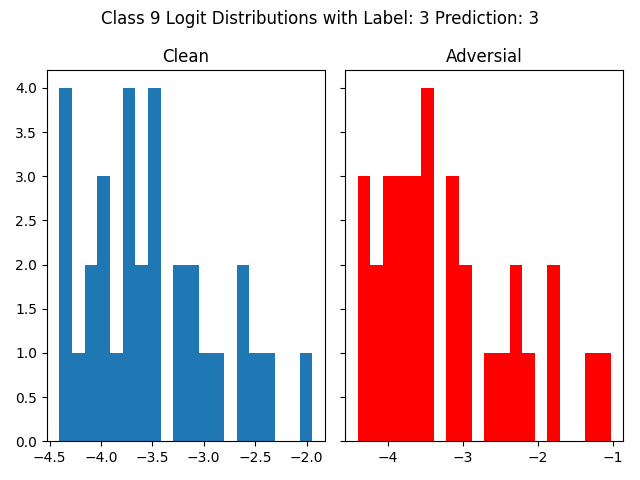 Class 9 Logit Distributions with Label: 3 Prediction: 3
Clean
Adversial
4.0
3.5
3.0
2.5
2.0
1.5
1.0
0.5
0.0
−4.5 −4.0 −3.5 −3.0 −2.5 −2.0
−4 −3 −2 −1